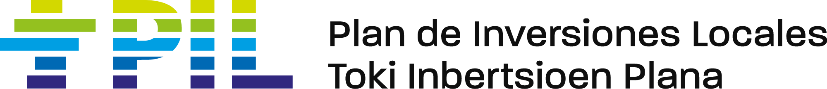 +PIL
Plan de Inversiones Locales
Toki Inbertsioen Plana